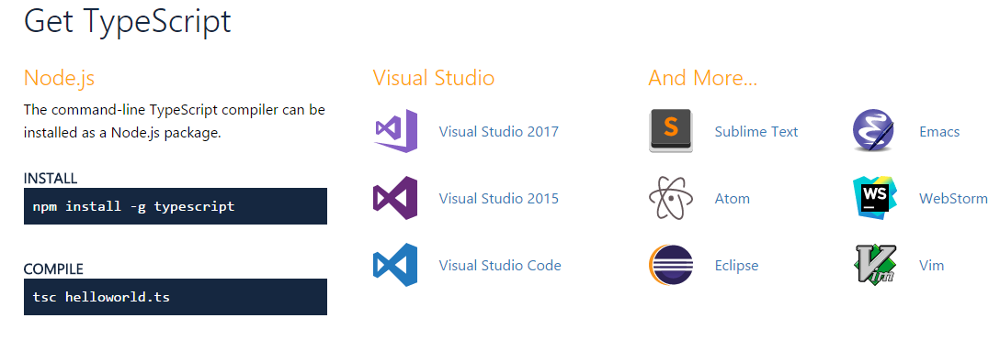 Get TypeScript
Node.js
The command-line TypeScript compiler can be
installed as a Node.js package.
INSTALL
npm install -g typescript
COMPILE
tsc helloworld.ts
Visual Studio
Visual Studio 2017
Visual Studio 2015
Visual Studio Code
And More...
S
Sublime Text
Emacs
Atom
WS
WebStorm
Eclipse
Vim
Vim